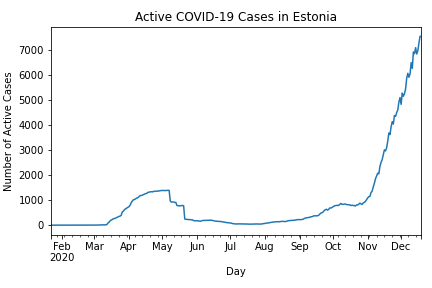 Active COVID-19 Cases in Estonia
Number of Active Cases
7000
6000
5000
4000
3000
2000
1000
0
Feb Mar Apr May Jun Jul Aug Sep Oct Nov Dec
2020
Day